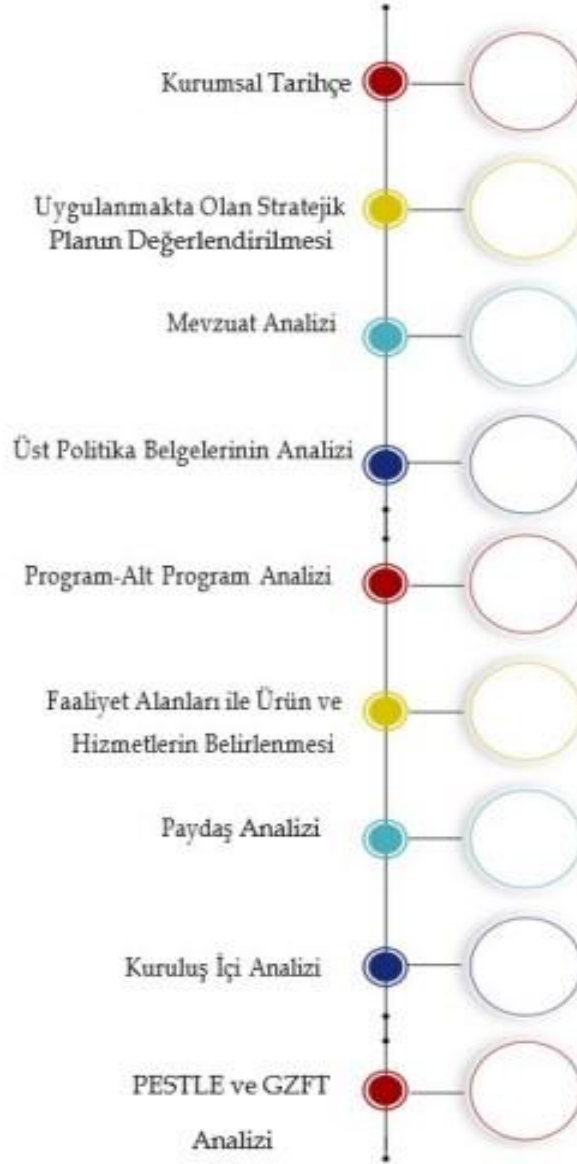 Kurumsal Tarihçe
Uygulanmakta Olan Stratejik
Planın Değerlendirilmesi
Mevzuat Analizi
Üst Politika Belgelerinin Analizi
Program-Alt Program Analizi
Faaliyet Alanları ile Ürün ve
Hizmetlerin Belirlenmesi
Paydaş Analizi
Kuruluş İçi Analizi
PESTLE ve GZFT
Analizi